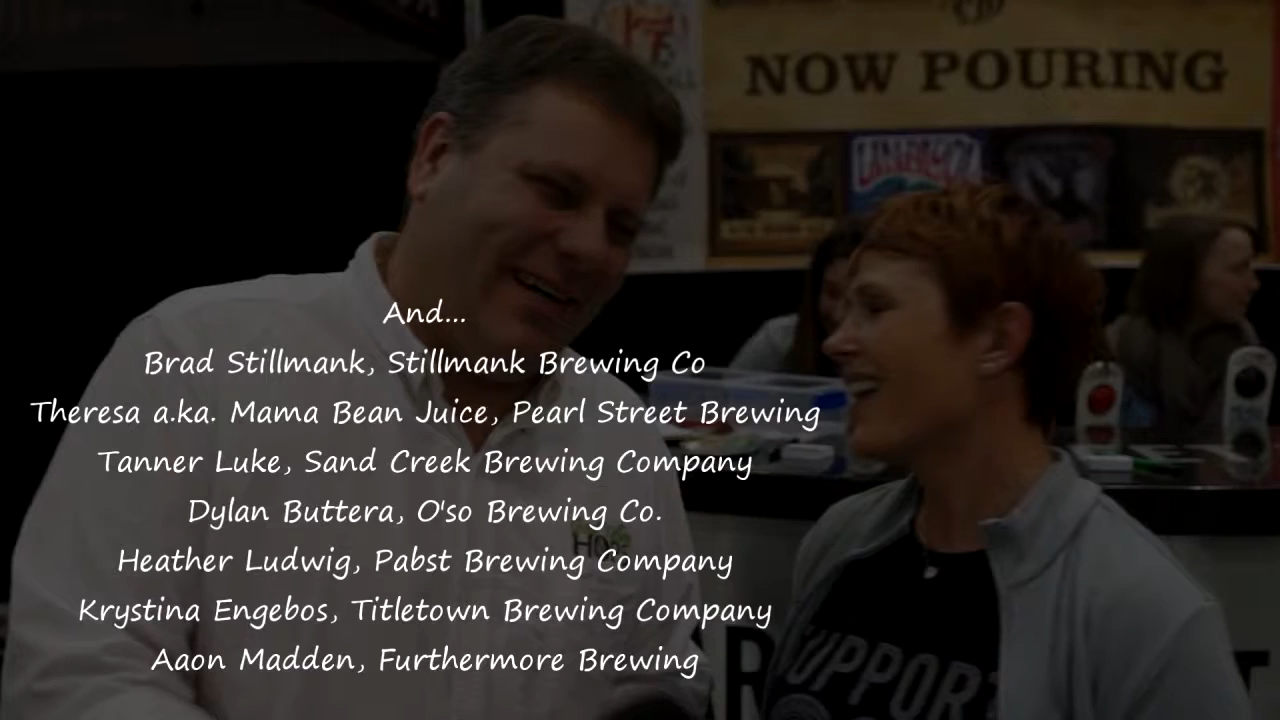 NOW POURING
And...
Brad Stillmank, Stillmank Brewing Co
Theresa a.ka. Mama Bean Juice, Pearl Street Brewing
Tanner Luke, Sand Creek Brewing Company
Dylan Buttera, O'so Brewing Co.
Heather Ludwig, Pabst Brewing Company
Krystina Engebos, Titletown Brewing Company
Aaon Madden, Furthermore Brewing
SUPPORT